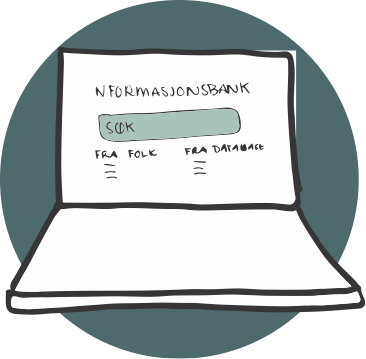 NFORMASJONSBANK
SØK
FRA FOLK FRA DATABASE